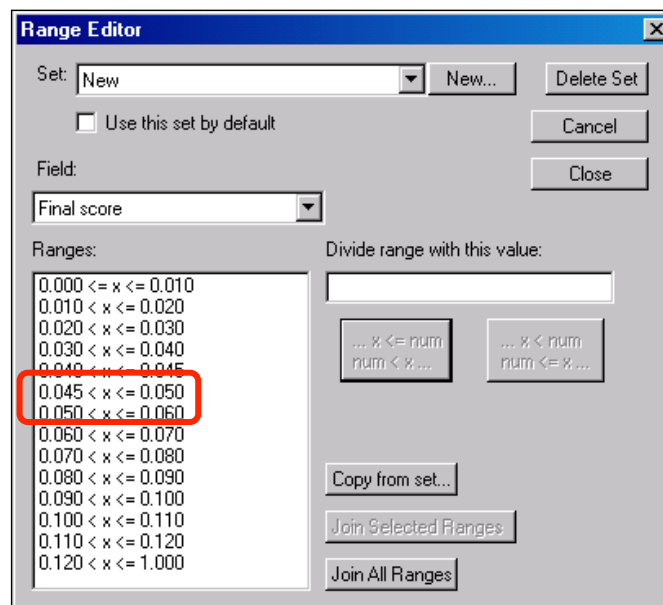 Range Editor
Set: New New... Delete Set
Use this set by default Cancel
Field: Close
Final score
Ranges: Divide range with this value:
0.000 <= x <= 0.010
0.010 < x <= 0.020
0.020 < x <= 0.030
0.030 < x <= 0.040
0.040 < x <= 0.045
0.045 < x <= 0.050
0.050 < x <= 0.060
0.060 < x <= 0.070
0.070 < x <= 0.080
0.080 < x <= 0.090
0.090 < x <= 0.100
0.100 < x <= 0.110
0.110 < x <= 0.120
0.120 < x <= 1.000
... x <= num
num < x ...
... x < num
num <= x ...
Copy from set...
Join Selected Ranges
Join All Ranges